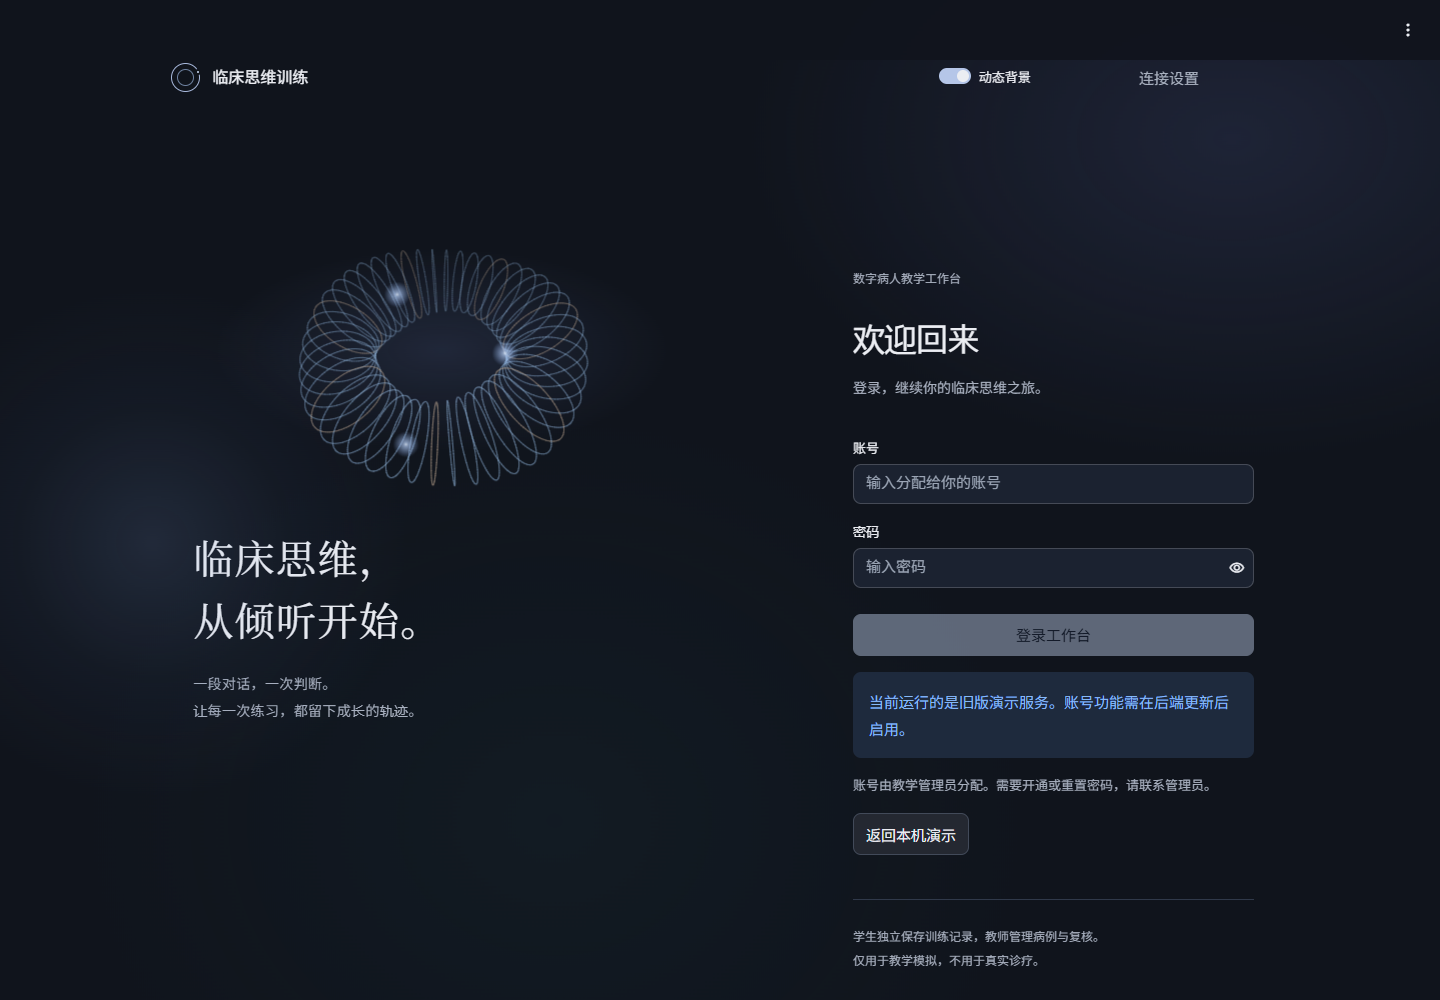 临床思维训练
动态背景
连接设置
临床思维，
从倾听开始。
一段对话，一次判断。
让每一次练习，都留下成长的轨迹。
数字病人教学工作台
欢迎回来
登录，继续你的临床思维之旅。
账号
输入分配给你的账号
密码
输入密码
登录工作台
当前运行的是旧版演示服务。账号功能需在后端更新后
启用。
账号由教学管理员分配。需要开通或重置密码，请联系管理员。
返回本机演示
学生独立保存训练记录，教师管理病例与复核。
仅用于教学模拟，不用于真实诊疗。